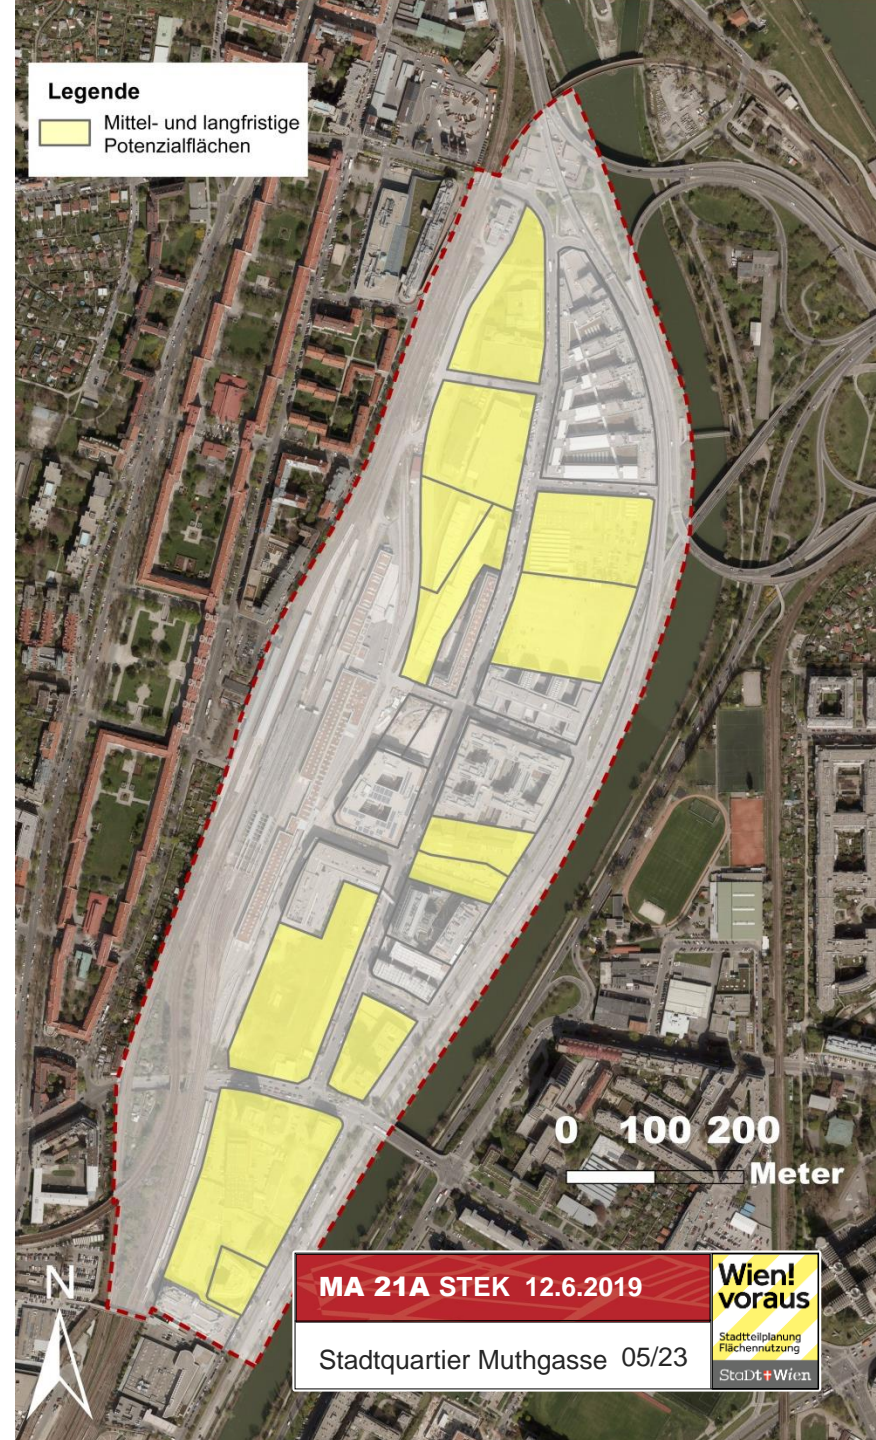 Legende
Mittel- und langfristige
Potenzialflächen
0 100 200
Meter
N
MA 21A STEK 12.6.2019
Stadtquartier Muthgasse 05/23
Wien!
voraus
Stadtteilplanung
Flächennutzung
StaDt Wien